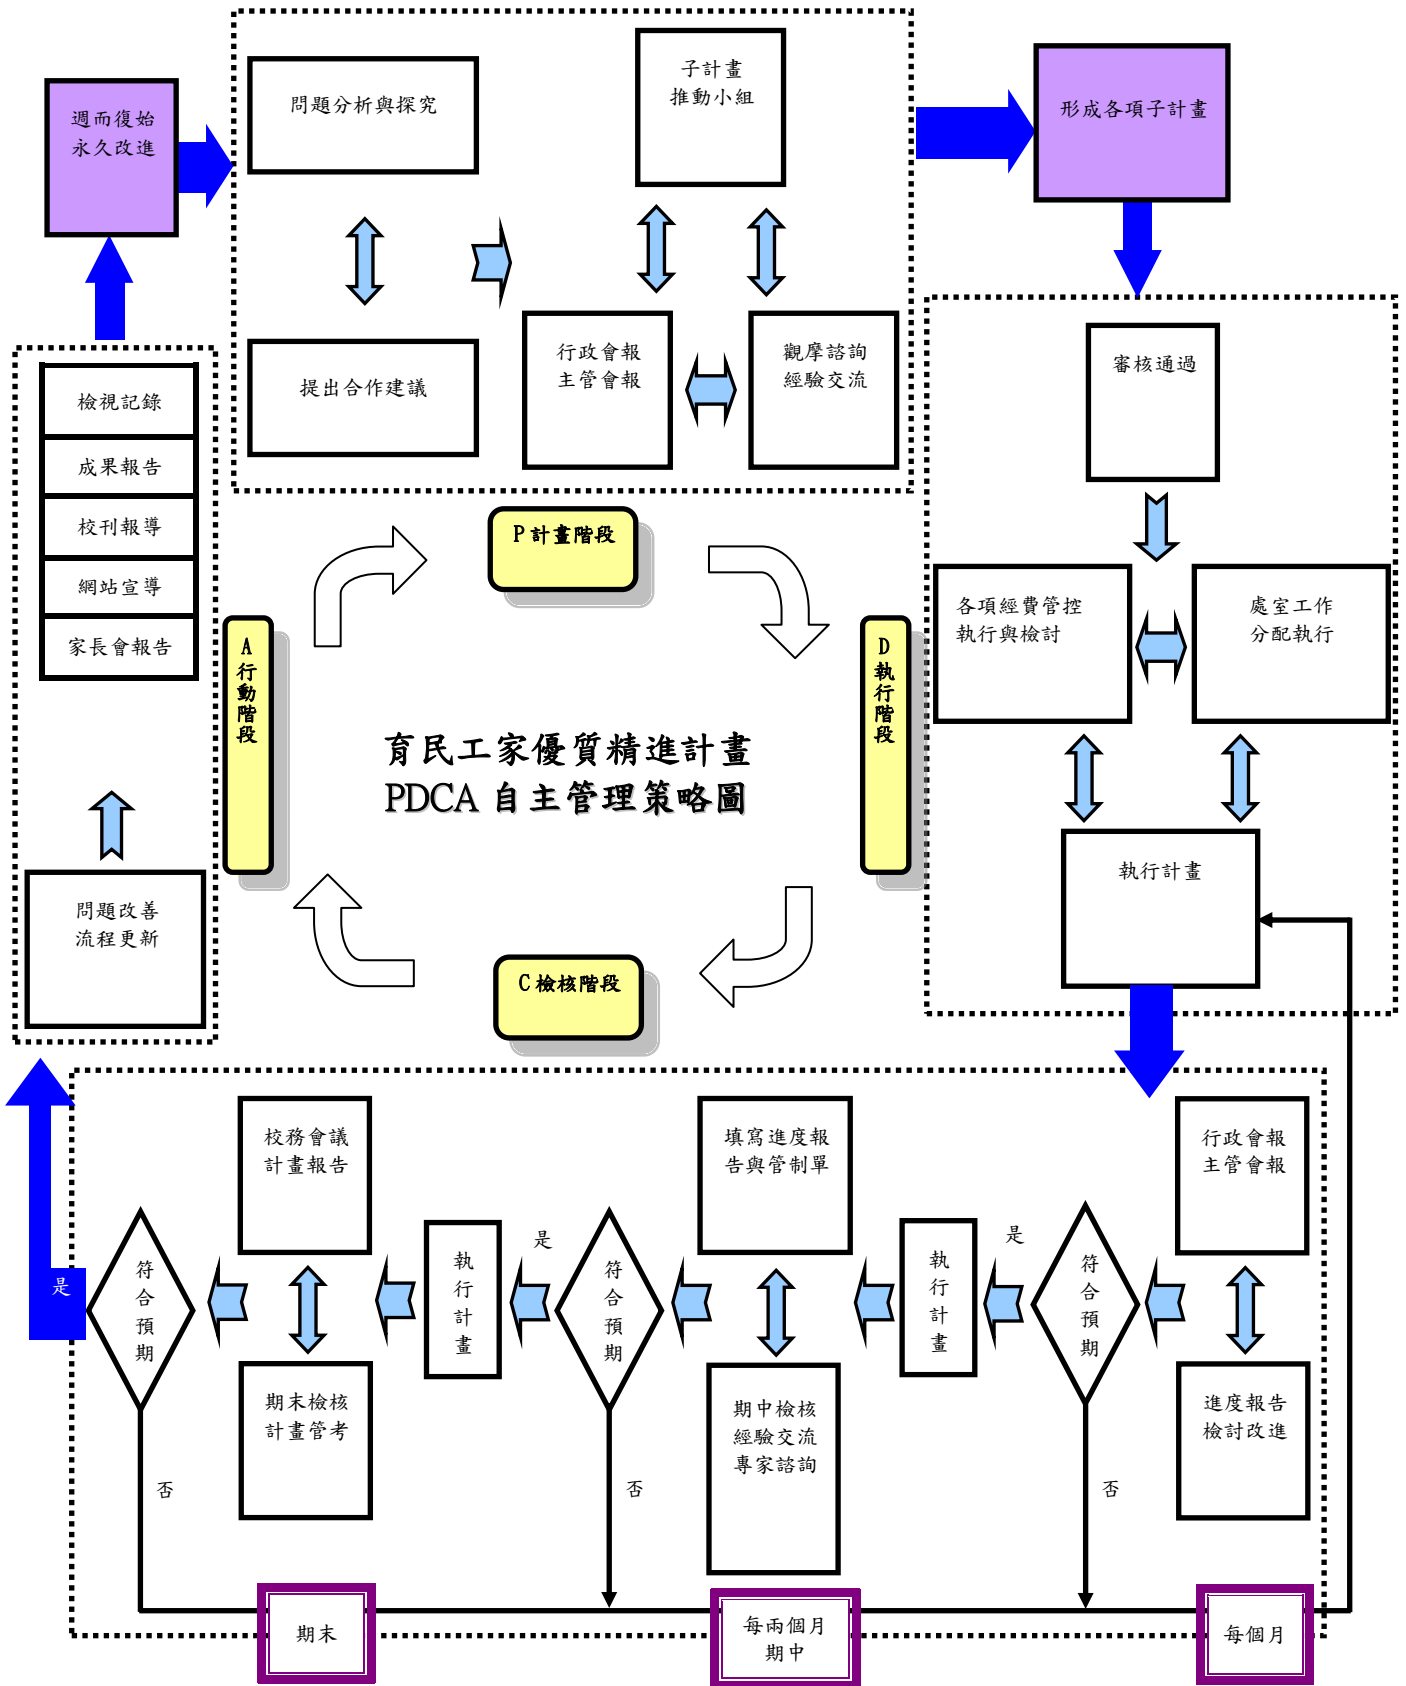 週而復始
永久改進
問題分析與探究
提出合作建議
子計畫
推動小組
行政會報
主管會報
觀摩諮詢
經驗交流
形成各項子計畫
審核通過
各項經費管控
執行與檢討
處室工作
分配執行
執行計畫
檢視記錄
成果報告
校刊報導
網站宣導
家長會報告
問題改善
流程更新
P 計畫階段
A
行
動
階
段
D
執
行
階
段
C 檢核階段
育民工家優質精進計畫
PDCA 自主管理策略圖
行政會報
主管會報
進度報告
檢討改進
符
合
預
期
是
否
執
行
計
畫
填寫進度報
告與管制單
期中檢核
經驗交流
專家諮詢
符
合
預
期
是
否
執
行
計
畫
校務會議
計畫報告
期末檢核
計畫管考
符
合
預
期
是
否
期末
每兩個月
期中
每個月